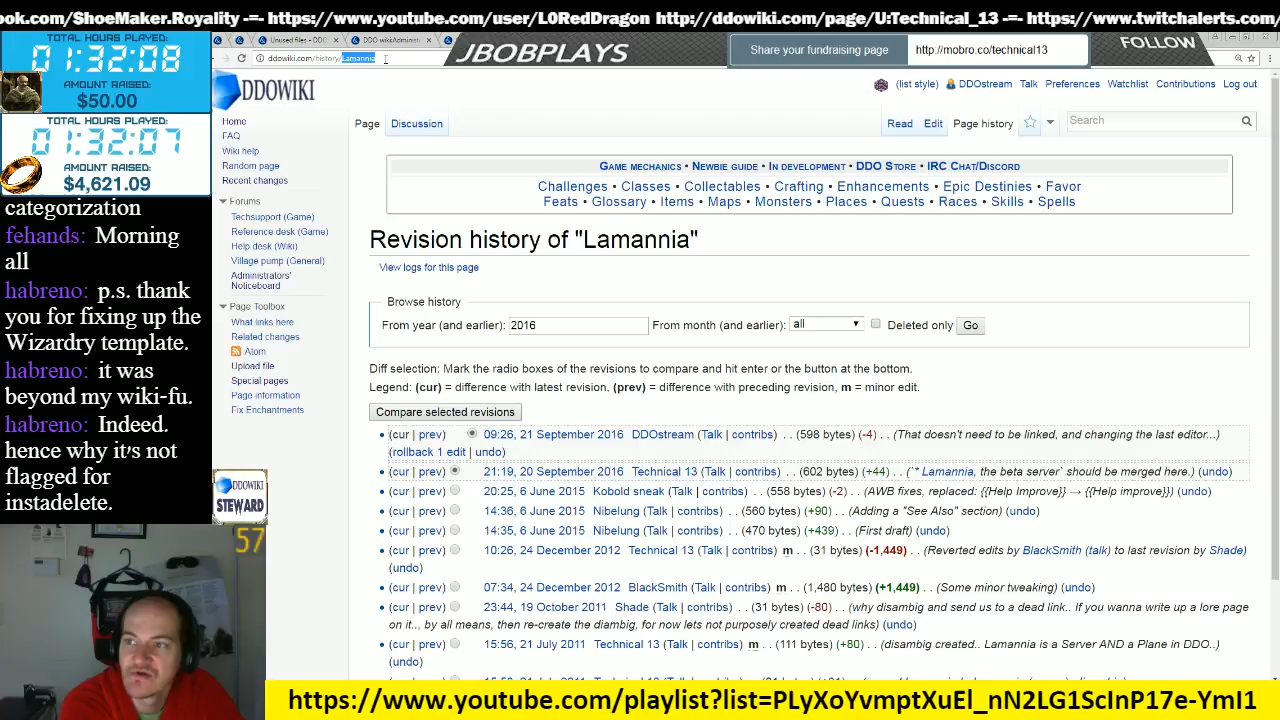 ook.com/ShoeMaker.Royality -=- https://www.youtube.com/user/L0RedDragon http://ddowiki.com/page/U:Technical_13 -=- https://www.twitchalerts.com/
TOTAL HOURS PLAYED:
01:32:08
AMOUNT RAISED:
$50.00
TOTAL HOURS PLAYED:
01:32:07
AMOUNT RAISED:
$4,621.09
categorization
fehands: Morning
all
habreno: p.s. thank
you for fixing up the
Wizardry template.
habreno: it was
beyond my wiki-fu.
habreno: Indeed.
hence why it's not
flagged for
instadelete.
Unused files - DDO
DDO wiki:Administ
ddowiki.com/history/Lamannia
JBOBPLAYS
Share your fundraising page
http://mobro.co/technical13
FOLLOW
DDOWIKI
(list style) DDOstream Talk Preferences Watchlist Contributions Log out
Page Discussion Read Edit Page history Search
Home
FAQ
Wiki help
Random page
Recent changes
Forums
Techsupport (Game)
Reference desk (Game)
Help desk (Wiki)
Village pump (General)
Administrators'
Noticeboard
Page Toolbox
What links here
Related changes
Atom
Upload file
Special pages
Page information
Fix Enchantments
DDOWIKI
STEWARD
57
Game mechanics • Newbie guide • In development • DDO Store • IRC Chat/Discord
Challenges • Classes • Collectables • Crafting • Enhancements • Epic Destinies • Favor
Feats • Glossary • Items • Maps • Monsters • Places • Quests • Races • Skills • Spells
Revision history of "Lamannia"
View logs for this page
Browse history
From year (and earlier): 2016 From month (and earlier): all Deleted only Go
Diff selection: Mark the radio boxes of the revisions to compare and hit enter or the button at the bottom.
Legend: (cur) = difference with latest revision, (prev) = difference with preceding revision, m = minor edit.
Compare selected revisions
(cur | prev) 09:26, 21 September 2016 DDOstream (Talk | contribs) . . (598 bytes) (-4) . . (That doesn't need to be linked, and changing the last editor...)
(rollback 1 edit | undo)
(cur | prev) 21:19, 20 September 2016 Technical 13 (Talk | contribs) . . (602 bytes) (+44) . . (`* Lamannia, the beta server` should be merged here.) (undo)
(cur | prev) 20:25, 6 June 2015 Kobold sneak (Talk | contribs) . . (558 bytes) (-2) . . (AWB fixes, replaced: {{Help Improve}} → {{Help improve}}) (undo)
(cur | prev) 14:36, 6 June 2015 Nibelung (Talk | contribs) . . (560 bytes) (+90) . . (Adding a "See Also" section) (undo)
(cur | prev) 14:35, 6 June 2015 Nibelung (Talk | contribs) . . (470 bytes) (+439) . . (First draft) (undo)
(cur | prev) 10:26, 24 December 2012 Technical 13 (Talk | contribs) m . . (31 bytes) (-1,449) . . (Reverted edits by BlackSmith (talk) to last revision by Shade)
(undo)
(cur | prev) 07:34, 24 December 2012 BlackSmith (Talk | contribs) m . . (1,480 bytes) (+1,449) . . (Some minor tweaking) (undo)
(cur | prev) 23:44, 19 October 2011 Shade (Talk | contribs) . . (31 bytes) (-80) . . (why disambig and send us to a dead link.. If you wanna write up a lore page
on it,, by all means, then re-create the diambig, for now lets not purposely created dead links) (undo)
(cur | prev) 15:56, 21 July 2011 Technical 13 (Talk | contribs) m . . (111 bytes) (+80) . . (disambig created.. Lamannia is a Server AND a Plane in DDO..)
(undo)
https://www.youtube.com/playlist?list=PLyXoYvmptXuEl_nN2LG1ScInP17e-YmI1